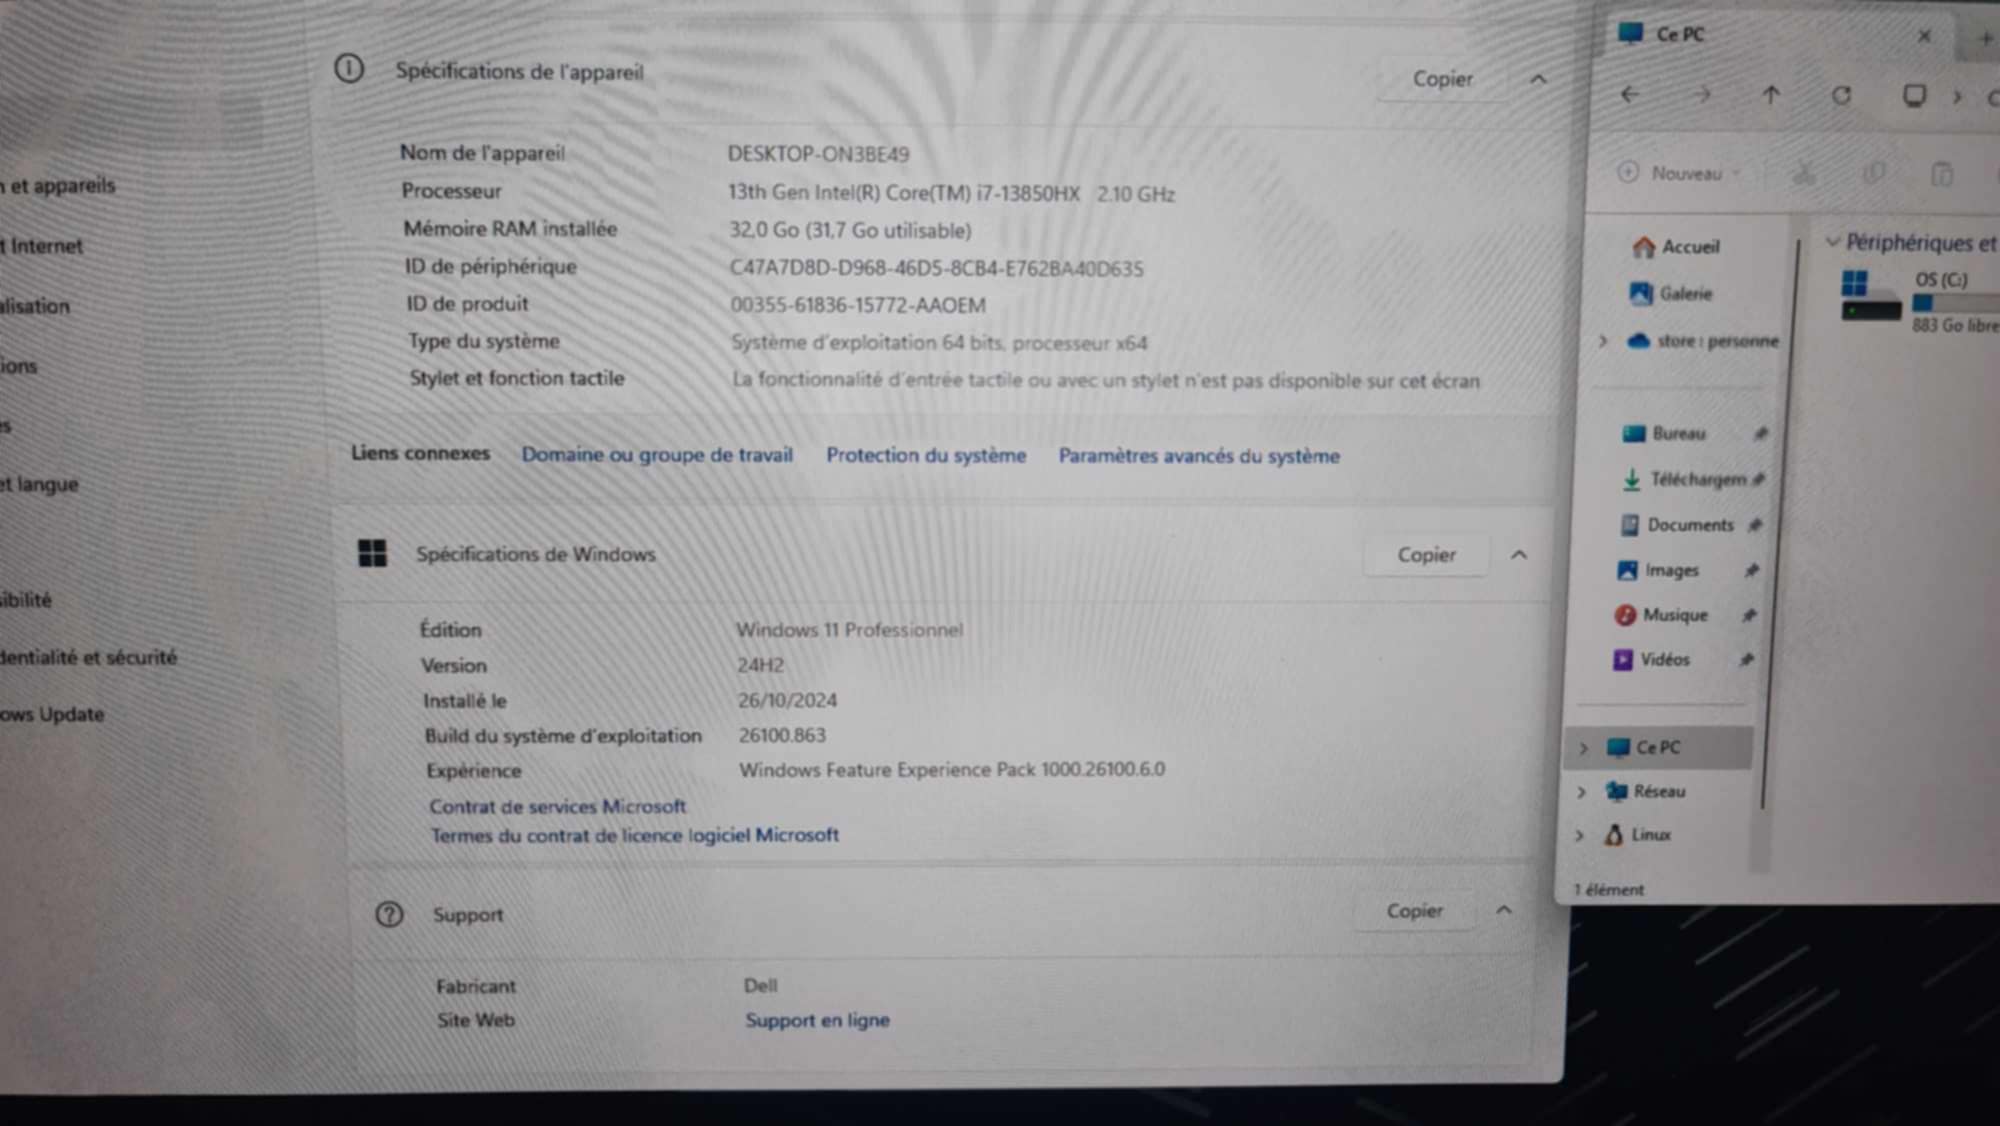 Spécifications de l'appareil
Copier
Nom de l'appareil DESKTOP-ON3BE49
Processeur 13th Gen Intel(R) Core(TM) i7-13850HX 2.10 GHz
Mémoire RAM installée 32,0 Go (31,7 Go utilisable)
ID de périphérique C47A7D8D-D968-46D5-8CB4-E762BA40D635
ID de produit 00355-61836-15772-AAOEM
Type du système Système d'exploitation 64 bits, processeur x64
Stylet et fonction tactile La fonctionnalité d'entrée tactile ou avec un stylet n'est pas disponible sur cet écran
Liens connexes Domaine ou groupe de travail Protection du système Paramètres avancés du système
Spécifications de Windows
Copier
Édition Windows 11 Professionnel
Version 24H2
Installé le 26/10/2024
Build du système d'exploitation 26100.863
Expérience Windows Feature Experience Pack 1000.26100.6.0
Contrat de services Microsoft
Termes du contrat de licence logiciel Microsoft
Support
Copier
Fabricant Dell
Site Web Support en ligne
et appareils
Internet
alisation
ions
es
et langue
ibilité
dentialité et sécurité
ows Update
Ce PC
Nouveau
Accueil
Galerie
store : personne
Bureau
Téléchargem
Documents
Images
Musique
Vidéos
Ce PC
Réseau
Linux
1 élément
Périphériques et
OS (C:)
883 Go libre